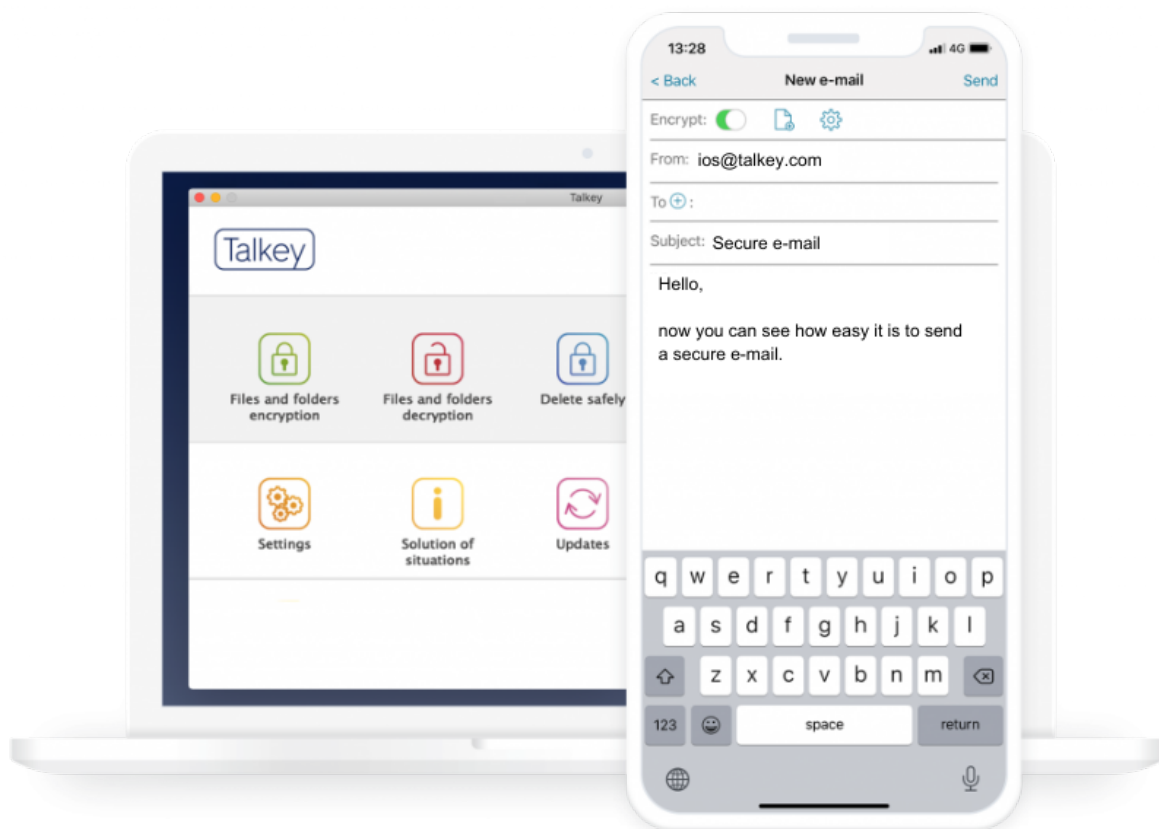 Talkey
Talkey
Files and folders
encryption
Files and folders
decryption
Delete safely
Settings
Solution of
situations
Updates
13:28
4G
< Back
New e-mail
Send
Encrypt:
From: ios@talkey.com
To + :
Subject: Secure e-mail
Hello,
now you can see how easy it is to send
a secure e-mail.
q w e r t y u i o p
a s d f g h j k l
z x c v b n m
123
space
return